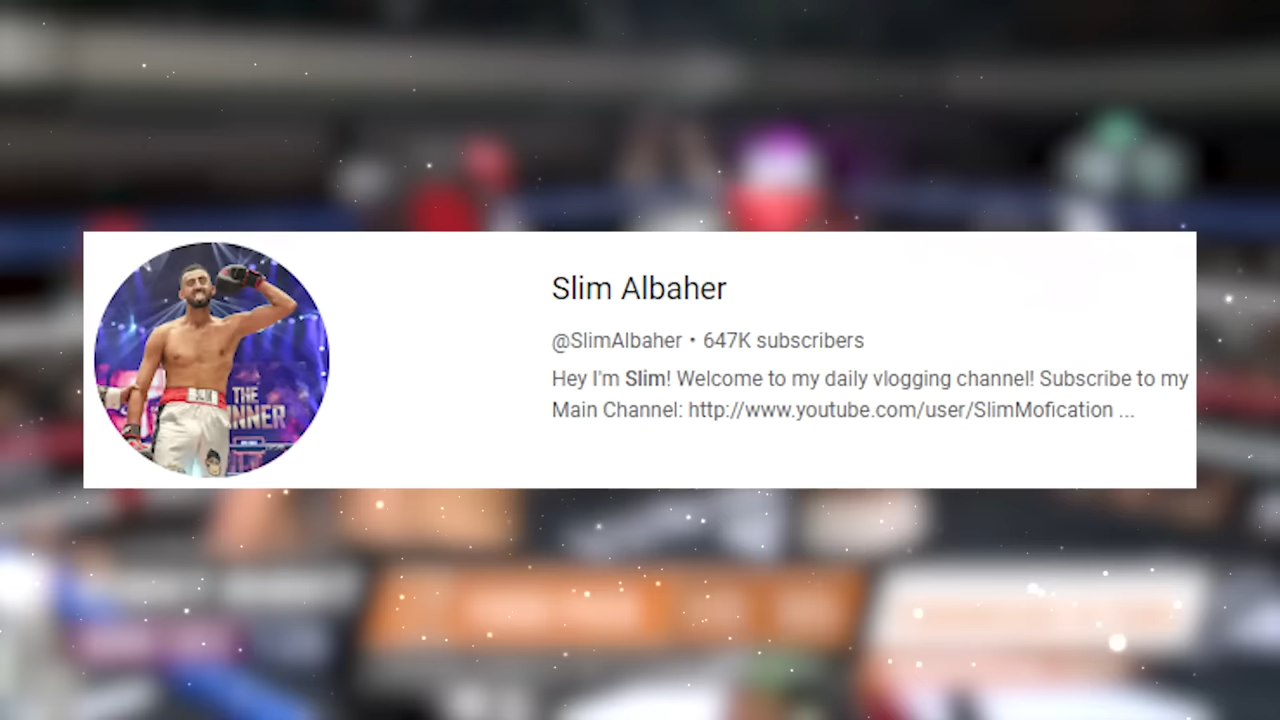 THE
Slim Albaher
@SlimAlbaher • 647K subscribers
Hey I'm Slim! Welcome to my daily vlogging channel! Subscribe to my
Main Channel: http://www.youtube.com/user/SlimMofication ...